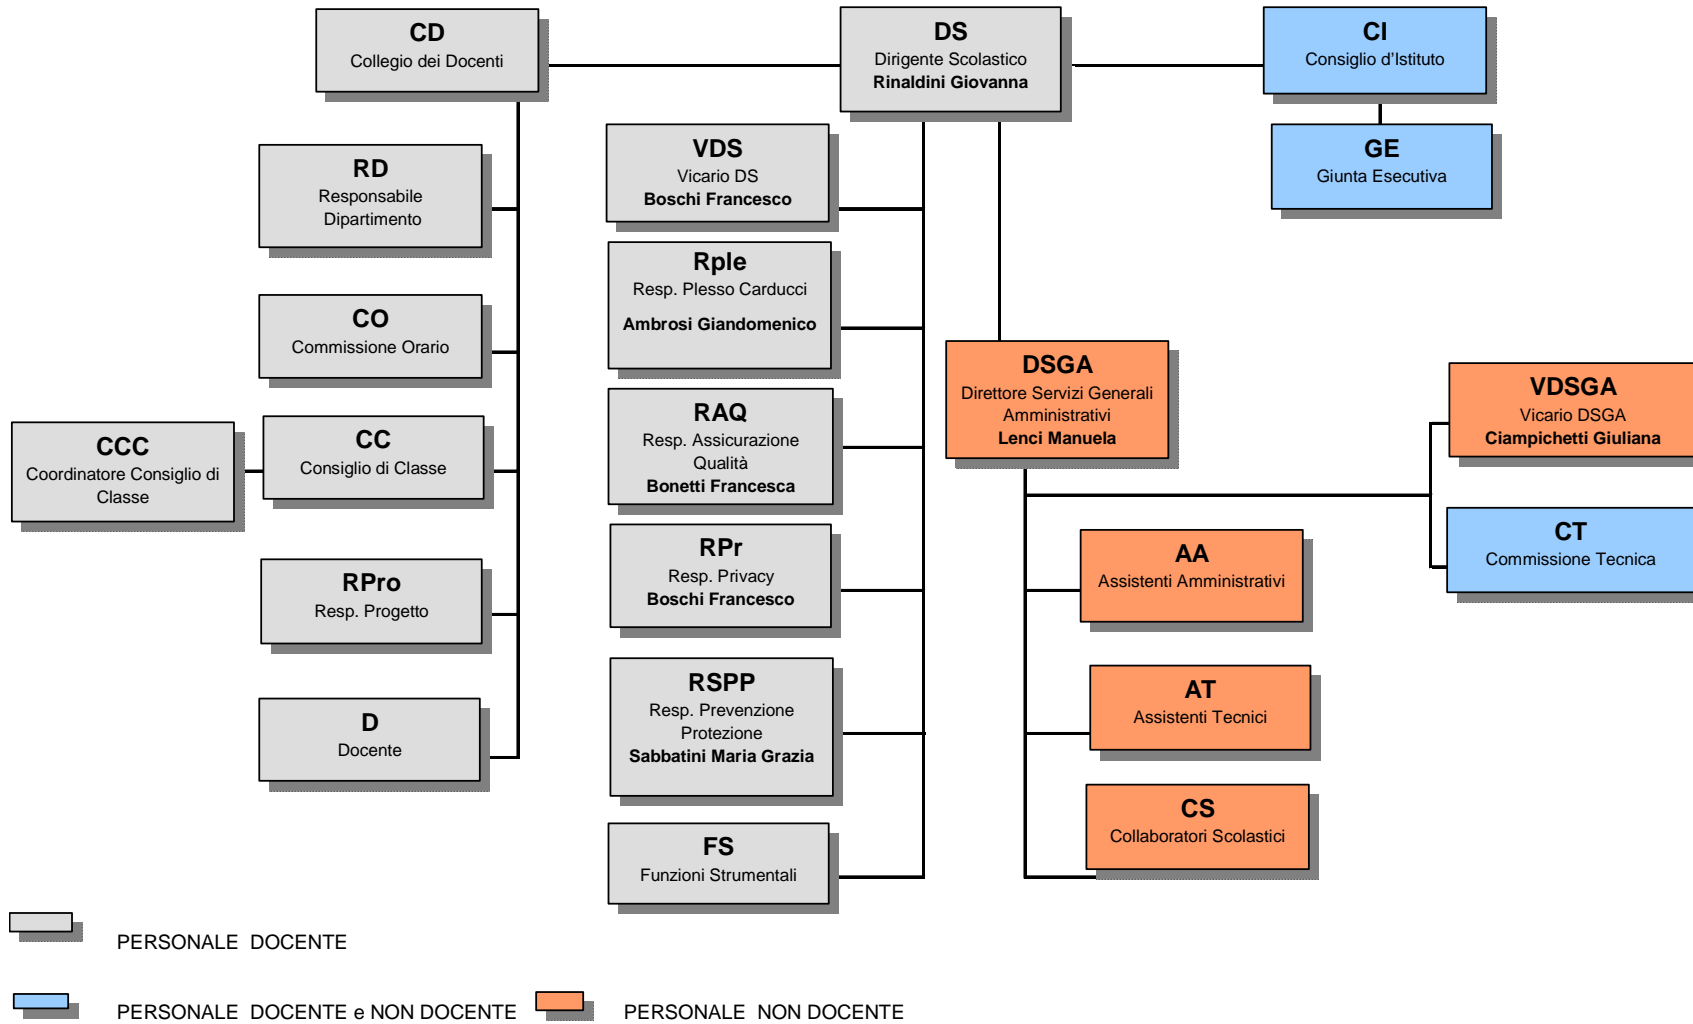 CD
Collegio dei Docenti
DS
Dirigente Scolastico
Rinaldini Giovanna
CI
Consiglio d'Istituto
GE
Giunta Esecutiva
RD
Responsabile
Dipartimento
CO
Commissione Orario
CCC
Coordinatore Consiglio di
Classe
CC
Consiglio di Classe
RPro
Resp. Progetto
D
Docente
VDS
Vicario DS
Boschi Francesco
Rple
Resp. Plesso Carducci
Ambrosi Giandomenico
RAQ
Resp. Assicurazione
Qualità
Bonetti Francesca
RPr
Resp. Privacy
Boschi Francesco
RSPP
Resp. Prevenzione
Protezione
Sabbatini Maria Grazia
FS
Funzioni Strumentali
DSGA
Direttore Servizi Generali
Amministrativi
Lenci Manuela
VDSGA
Vicario DSGA
Ciampichetti Giuliana
CT
Commissione Tecnica
AA
Assistenti Amministrativi
AT
Assistenti Tecnici
CS
Collaboratori Scolastici
PERSONALE DOCENTE
PERSONALE DOCENTE e NON DOCENTE
PERSONALE NON DOCENTE